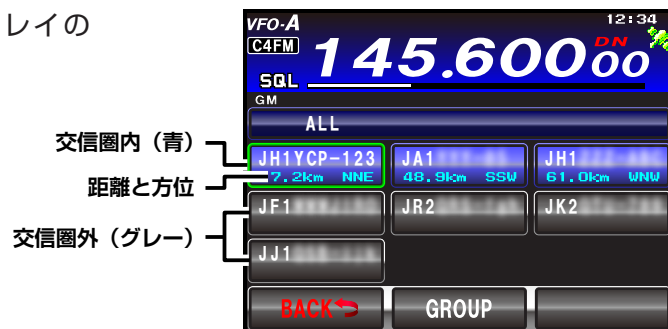 レイの
12:34
VFO-A
C4FM
145.60000
DN
SQL
GM
ALL
交信圏内（青）
JH1YCP-123 JA1 JH1
7.2km NNE 48.9km SSW 61.0km WNW
距離と方位
JF1 JR2 JK2
交信圏外（グレー）
JJ1
BACK GROUP